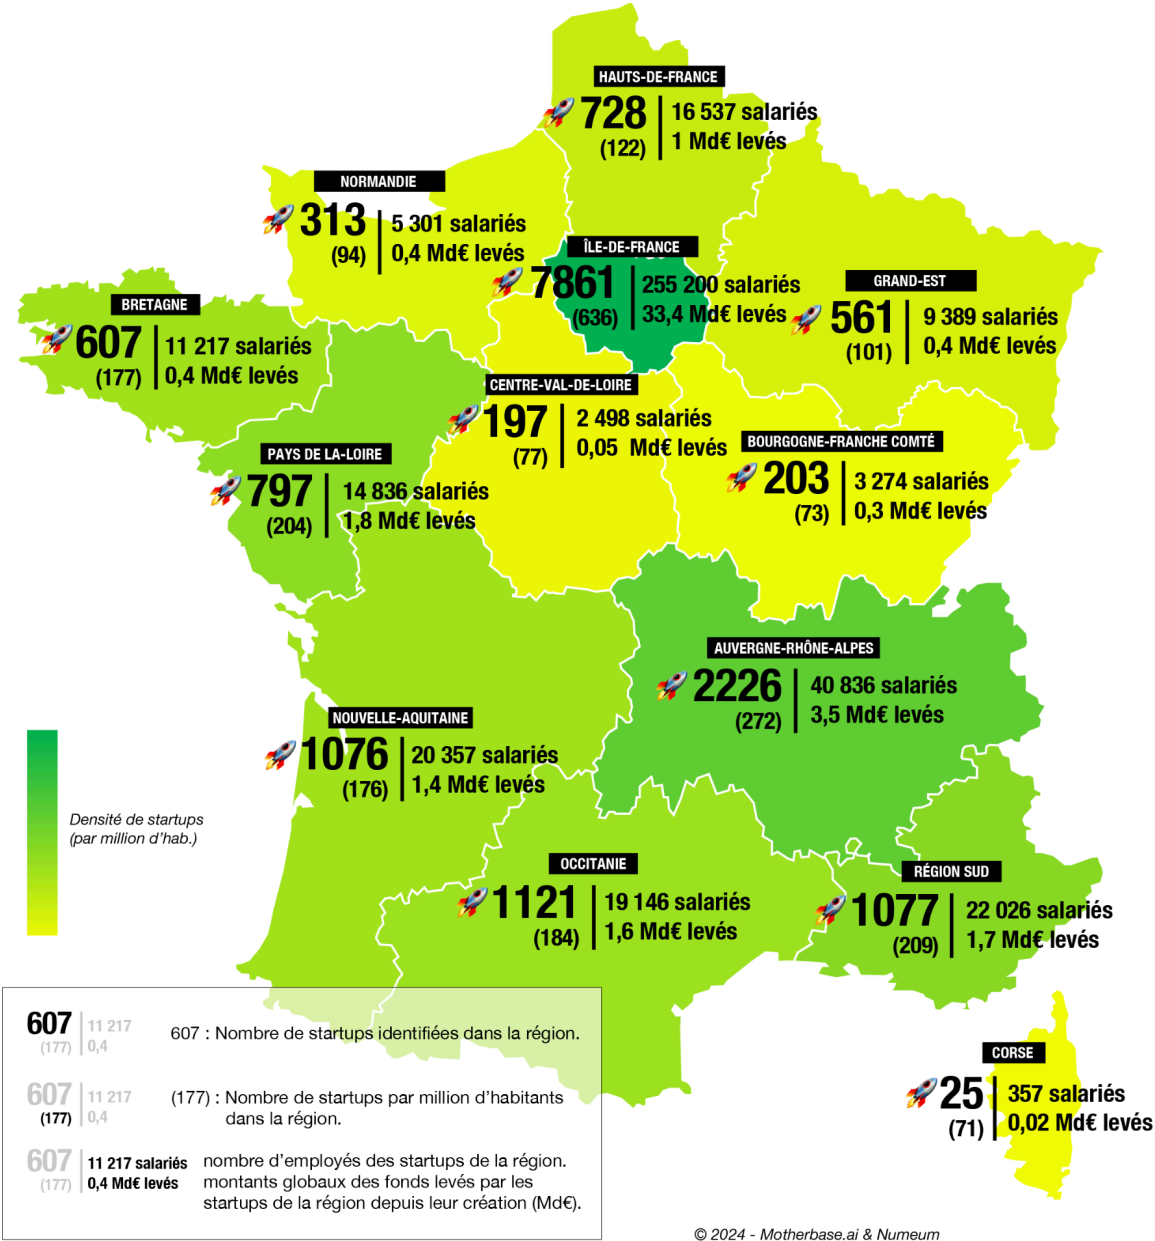 HAUTS-DE-FRANCE
728
(122)
16 537 salariés
1 Md€ levés
NORMANDIE
313
(94)
5 301 salariés
0,4 Md€ levés
ÎLE-DE-FRANCE
7861
(636)
255 200 salariés
33,4 Md€ levés
GRAND-EST
561
(101)
9 389 salariés
0,4 Md€ levés
BRETAGNE
607
(177)
11 217 salariés
0,4 Md€ levés
CENTRE-VAL-DE-LOIRE
197
(77)
2 498 salariés
0,05 Md€ levés
BOURGOGNE-FRANCHE COMTÉ
203
(73)
3 274 salariés
0,3 Md€ levés
PAYS DE LA-LOIRE
797
(204)
14 836 salariés
1,8 Md€ levés
AUVERGNE-RHÔNE-ALPES
2226
(272)
40 836 salariés
3,5 Md€ levés
NOUVELLE-AQUITAINE
1076
(176)
20 357 salariés
1,4 Md€ levés
Densité de startups
(par million d'hab.)
OCCITANIE
1121
(184)
19 146 salariés
1,6 Md€ levés
RÉGION SUD
1077
(209)
22 026 salariés
1,7 Md€ levés
CORSE
25
(71)
357 salariés
0,02 Md€ levés
607
(177)
11 217
0,4
607 : Nombre de startups identifiées dans la région.
607
(177)
11 217
0,4
(177) : Nombre de startups par million d'habitants
dans la région.
607
(177)
11 217 salariés
0,4 Md€ levés
nombre d'employés des startups de la région.
montants globaux des fonds levés par les
startups de la région depuis leur création (Md€).
© 2024 - Motherbase.ai & Numeum